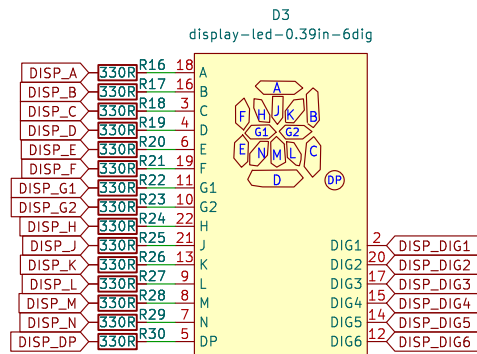 D3
display-led-0.39in-6dig
DISP_A 330R R16 18 A
DISP_B 330R R17 16 B
DISP_C 330R R18 3 C
DISP_D 330R R19 4 D
DISP_E 330R R20 6 E
DISP_F 330R R21 19 F
DISP_G1 330R R22 11 G1
DISP_G2 330R R23 10 G2
DISP_H 330R R24 22 H
DISP_J 330R R25 21 J
DISP_K 330R R26 13 K
DISP_L 330R R27 9 L
DISP_M 330R R28 8 M
DISP_N 330R R29 7 N
DISP_DP 330R R30 5 DP
A
F H J K B
G1 G2
E N M L C
D DP
DIG1 2 DISP_DIG1
DIG2 20 DISP_DIG2
DIG3 17 DISP_DIG3
DIG4 15 DISP_DIG4
DIG5 14 DISP_DIG5
DIG6 12 DISP_DIG6